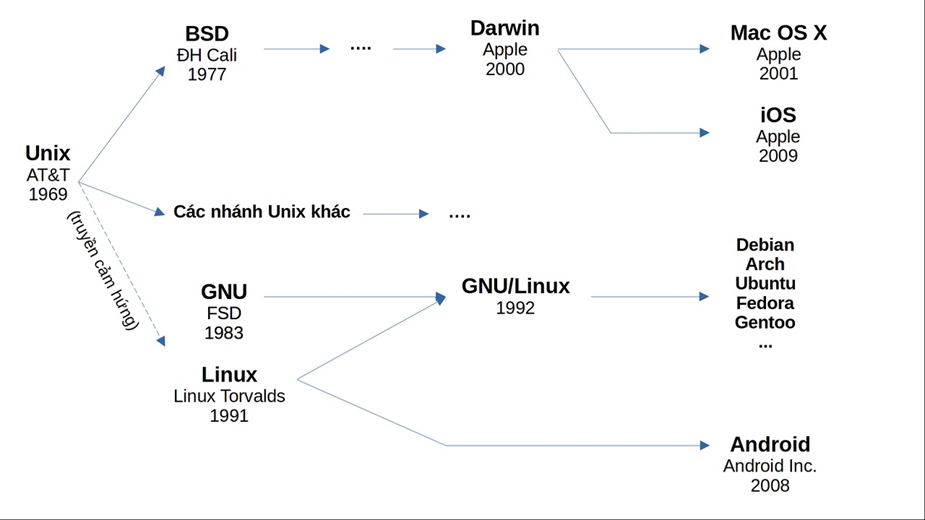 BSD
ĐH Cali
1977
....
Darwin
Apple
2000
Mac OS X
Apple
2001
iOS
Apple
2009
Unix
AT&T
1969
(truyền cảm hứng)
Các nhánh Unix khác
....
GNU
FSD
1983
GNU/Linux
1992
Debian
Arch
Ubuntu
Fedora
Gentoo
...
Linux
Linux Torvalds
1991
Android
Android Inc.
2008